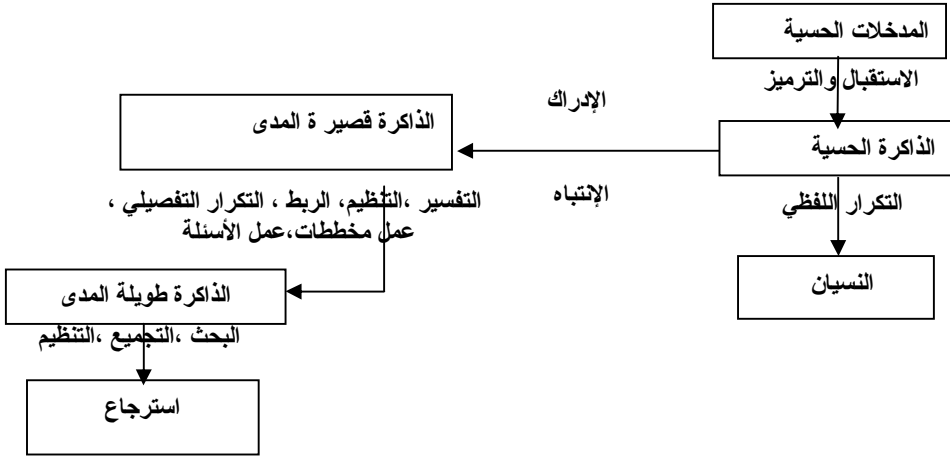 المدخلات الحسية
الاستقبال والترميز
الإدراك
الذاكرة قصير ة المدى
الذاكرة الحسية
الإنتباه
التكرار اللفظي
التفسير ،التنظيم، الربط ، التكرار التفصيلي ،
عمل مخططات،عمل الأسئلة
النسيان
الذاكرة طويلة المدى
البحث ،التجميع ،التنظيم
استرجاع